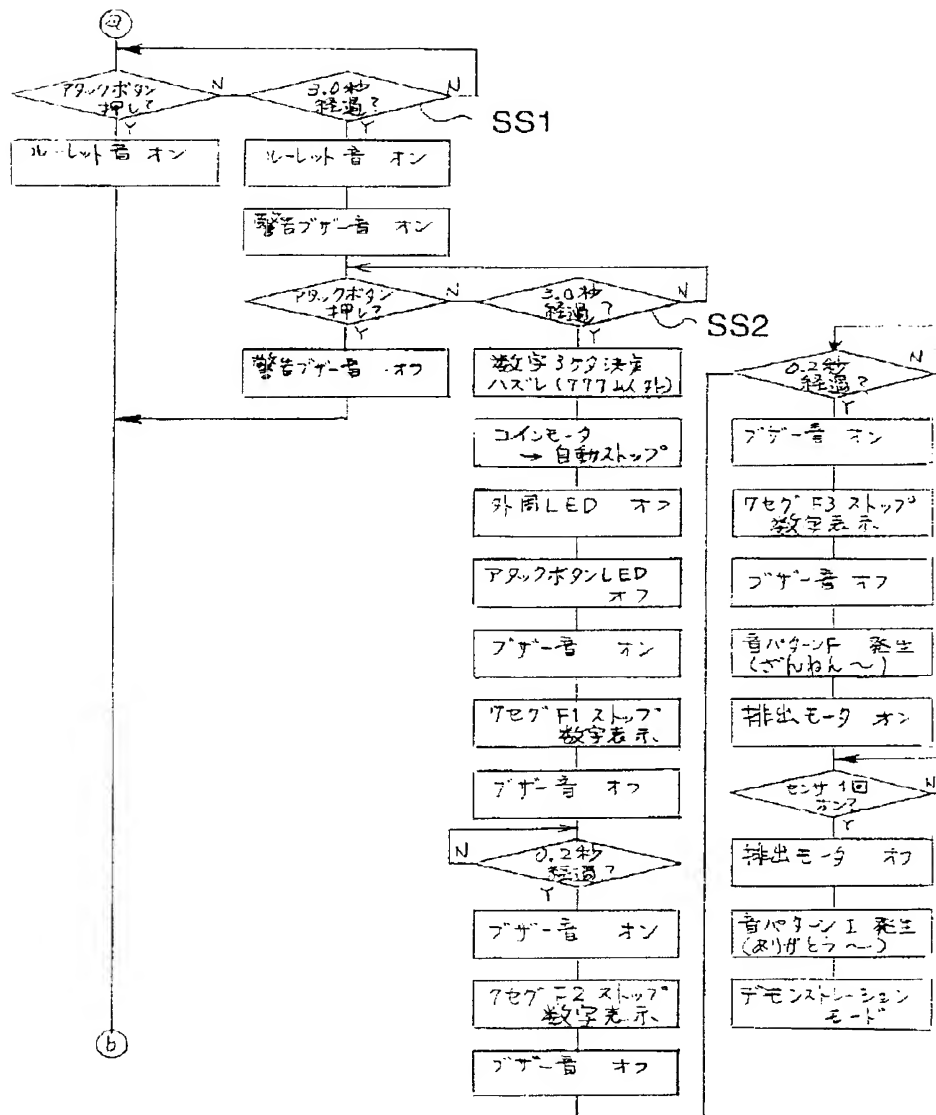 a
アタックボタン
押し?
N
Y
3.0秒
経過?
N
Y
SS1
ルーレット音 オン
ルーレット音 オン
警告ブザー音 オン
アタックボタン
押し?
N
Y
3.0秒
経過?
N
Y
SS2
警告ブザー音 オフ
数字3ケタ決定
ハズレ(777以外)
コインモータ
→ 自動ストップ
外周LED オフ
アタックボタンLED
オフ
ブザー音 オン
7セグ F1 ストップ
数字表示
ブザー音 オフ
N
0.2秒
経過?
Y
ブザー音 オン
7セグ F2 ストップ
数字表示
ブザー音 オフ
0.2秒
経過?
N
Y
ブザー音 オン
7セグ F3 ストップ
数字表示
ブザー音 オフ
音パターンF 発生
(ざんねん〜)
排出モータ オン
センサ 1回
オン?
N
Y
排出モータ オフ
音パターン I 発生
(ありがとう〜)
デモンストレーション
モード
b